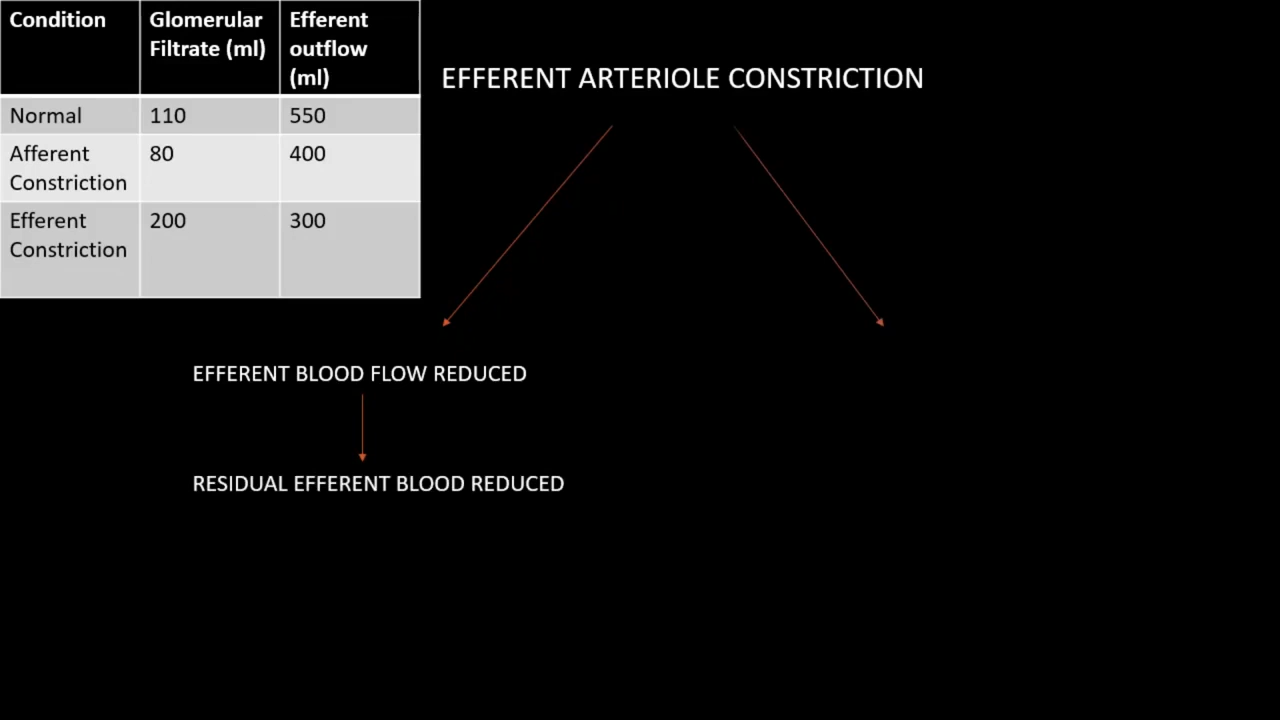 Condition Glomerular Filtrate (ml) Efferent outflow (ml)
Normal 110 550
Afferent Constriction 80 400
Efferent Constriction 200 300
EFFERENT ARTERIOLE CONSTRICTION
EFFERENT BLOOD FLOW REDUCED
RESIDUAL EFFERENT BLOOD REDUCED